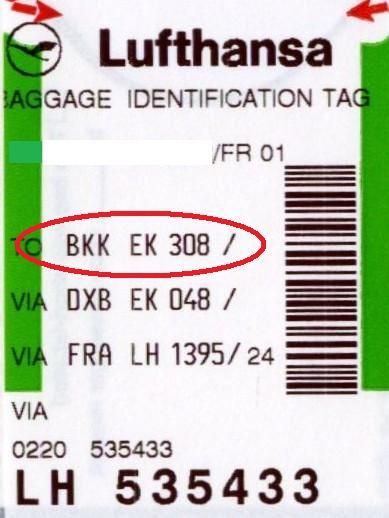 Lufthansa
BAGGAGE IDENTIFICATION TAG
/FR 01
TO BKK EK 308 /
VIA DXB EK 048 /
VIA FRA LH 1395/ 24
VIA
0220 535433
LH 535433